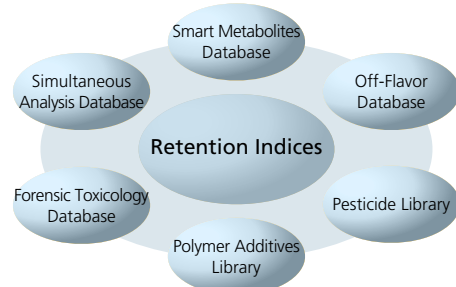 Smart Metabolites
Database
Simultaneous
Analysis Database
Off-Flavor
Database
Retention Indices
Forensic Toxicology
Database
Pesticide Library
Polymer Additives
Library